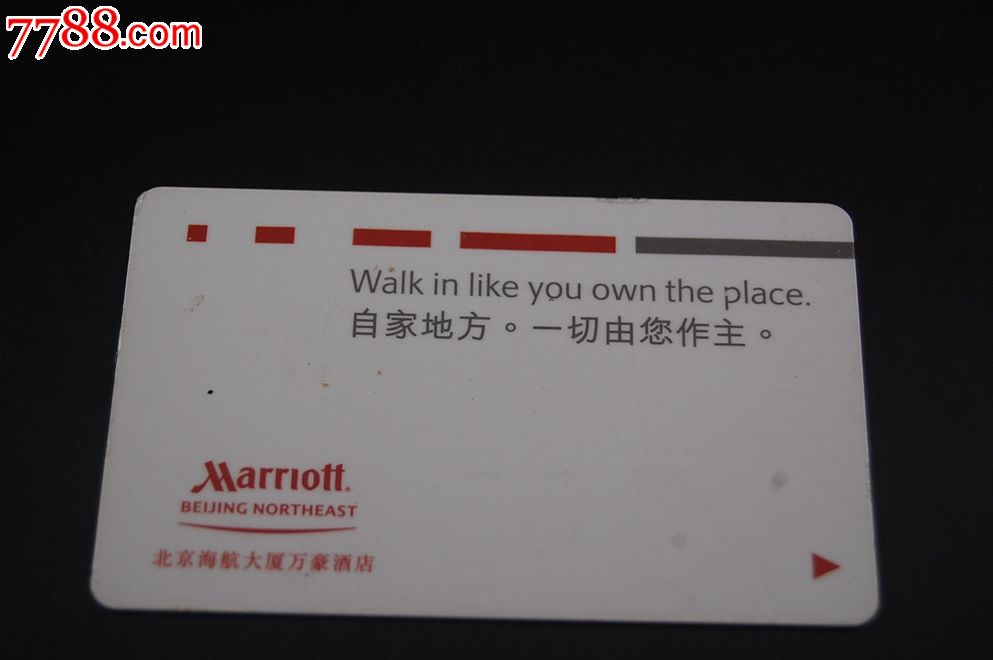 7788.com
Walk in like you own the place.
自家地方。一切由您作主。
Marriott.
BEIJING NORTHEAST
北京海航大厦万豪酒店